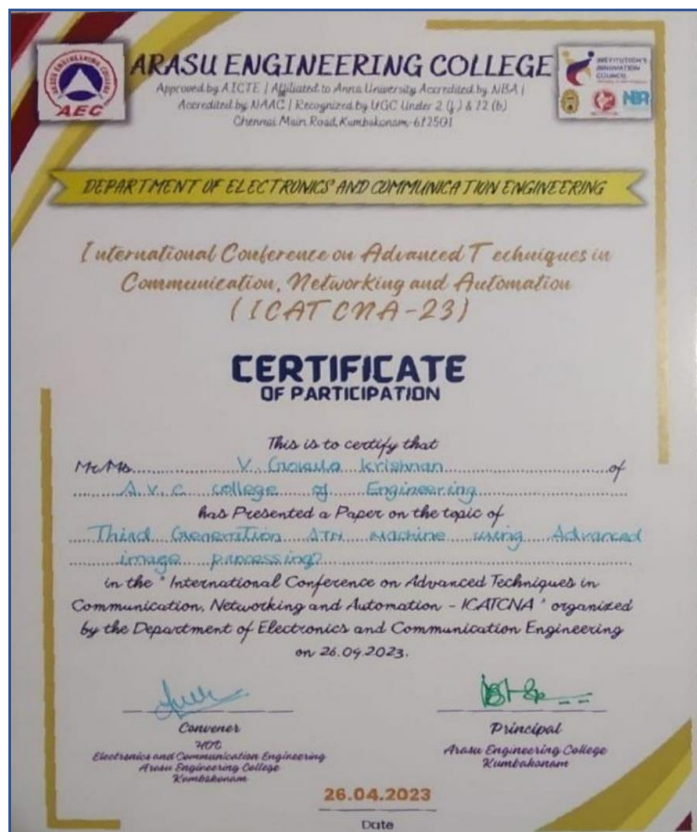 ARASU ENGINEERING COLLEGE
Approved by AICTE | Affiliated to Anna University Accredited by NBA |
Accredited by NAAC | Recognized by UGC Under 2 (f) & 12 (b)
Chennai Main Road, Kumbakonam-612501
AEC
INSTITUTION'S
INNOVATION
COUNCIL
DEPARTMENT OF ELECTRONICS AND COMMUNICATION ENGINEERING
International Conference on Advanced Techniques in
Communication, Networking and Automation
(ICATCNA-23)
CERTIFICATE
OF PARTICIPATION
This is to certify that
Mr/Ms. V. Gokula Krishnan of
A.V.C college of Engineering
has Presented a Paper on the topic of
Third Generation ATM Machine using Advanced
image processing
in the "International Conference on Advanced Techniques in
Communication, Networking and Automation - ICATCNA" organized
by the Department of Electronics and Communication Engineering
on 26.04.2023.
Convener
HOD
Electronics and Communication Engineering
Arasu Engineering College
Kumbakonam
Principal
Arasu Engineering College
Kumbakonam
26.04.2023
Date